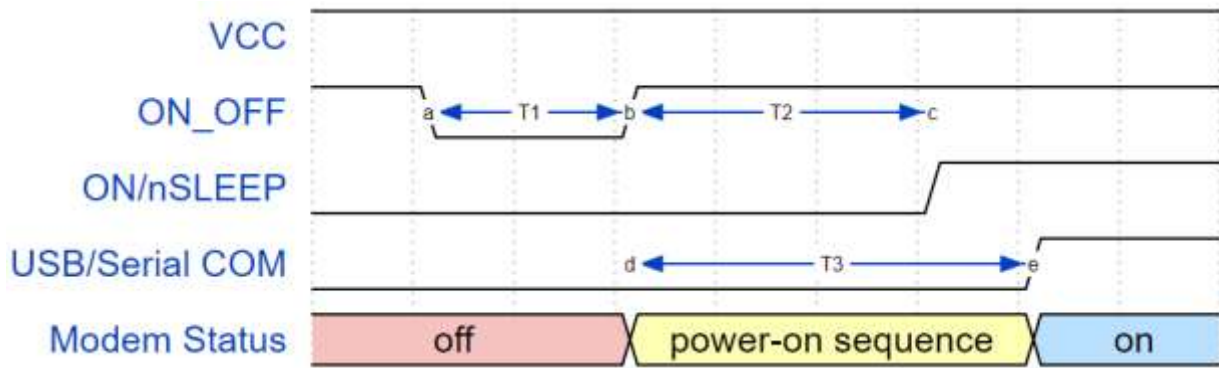 VCC
ON_OFF a T1 b T2 c
ON/nSLEEP
USB/Serial COM d T3 e
Modem Status off power-on sequence on